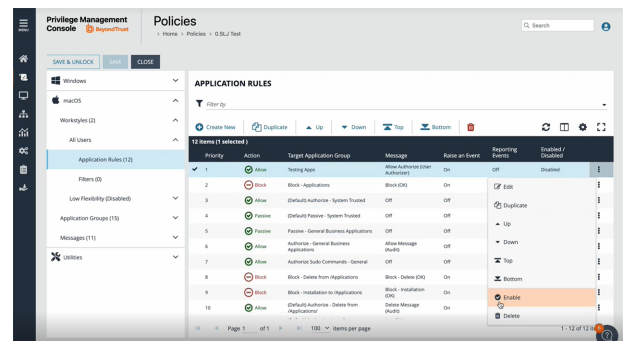 Privilege Management
Console BeyondTrust
Policies
Home > Policies > 0.SLJ Test
Search
MENU
SAVE & UNLOCK SAVE CLOSE
Windows
macOS
Workstyles (2)
All Users
Application Rules (12)
Filters (0)
Low Flexibility (Disabled)
Application Groups (15)
Messages (11)
Utilities
APPLICATION RULES
Filter by
Create New Duplicate Up Down Top Bottom
12 items (1 selected )
Priority Action Target Application Group Message Raise an Event Reporting Events Enabled / Disabled
1 Allow Testing Apps Allow Authorize (User Authorizer) On Off Disabled
2 Block Block - Applications Block (OK) On
3 Allow (Default) Authorize - System Trusted Off Off
4 Passive (Default) Passive - System Trusted Off Off
5 Passive Passive - General Business Applications Off Off
6 Allow Authorize - General Business Applications Allow Message (Audit) Off
7 Allow Authorize Sudo Commands - General Off Off
8 Block Block - Delete from /Applications Block - Delete (OK) On
9 Block Block - Installation to /Applications Block - Installation (OK) On
10 Allow (Default) Authorize - Delete from /Applications/ Delete Message (Audit) On
Edit
Duplicate
Up
Down
Top
Bottom
Enable
Delete
Page 1 of 1 100 items per page 1 - 12 of 12